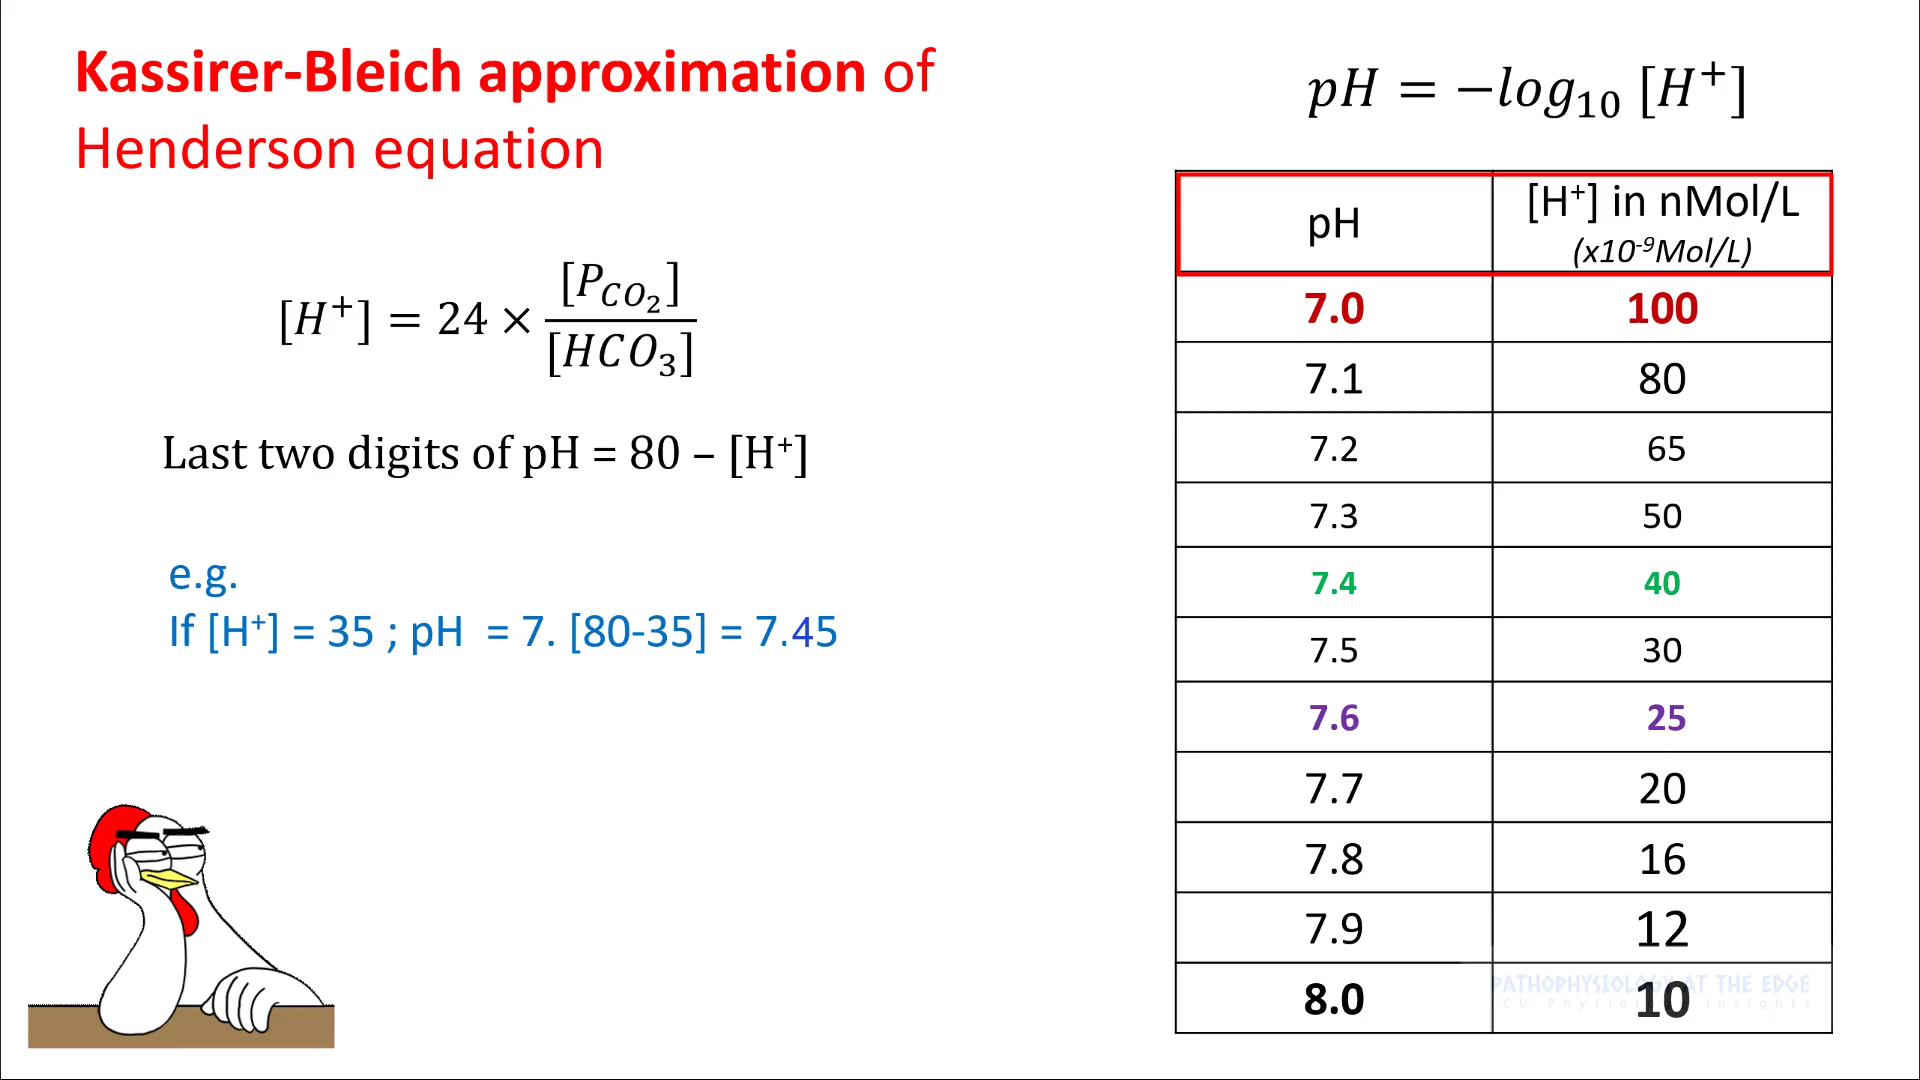 Kassirer-Bleich approximation of
Henderson equation
[H⁺] = 24 × [P_CO₂] / [HCO₃]
Last two digits of pH = 80 – [H⁺]
e.g.
If [H⁺] = 35 ; pH = 7. [80-35] = 7.45
pH = −log₁₀ [H⁺]
pH [H⁺] in nMol/L
(x10⁻⁹Mol/L)
7.0 100
7.1 80
7.2 65
7.3 50
7.4 40
7.5 30
7.6 25
7.7 20
7.8 16
7.9 12
8.0 10
PATHOPHYSIOLOGY AT THE EDGE